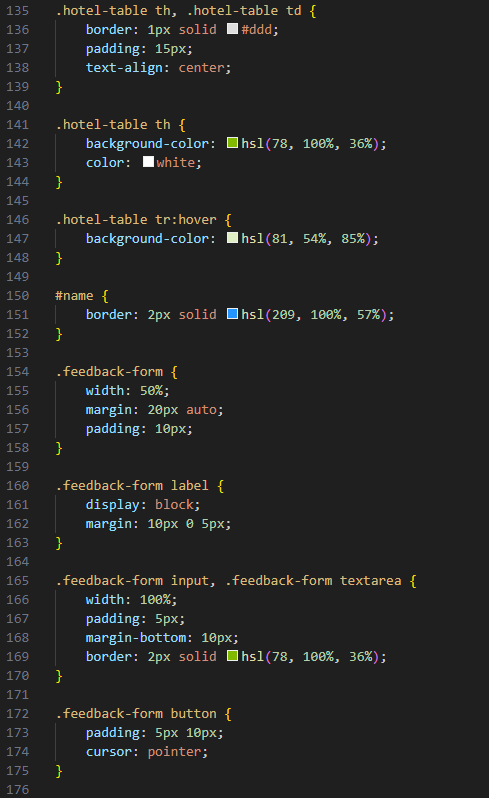 135 .hotel-table th, .hotel-table td {
136     border: 1px solid #ddd;
137     padding: 15px;
138     text-align: center;
139 }
140
141 .hotel-table th {
142     background-color: hsl(78, 100%, 36%);
143     color: white;
144 }
145
146 .hotel-table tr:hover {
147     background-color: hsl(81, 54%, 85%);
148 }
149
150 #name {
151     border: 2px solid hsl(209, 100%, 57%);
152 }
153
154 .feedback-form {
155     width: 50%;
156     margin: 20px auto;
157     padding: 10px;
158 }
159
160 .feedback-form label {
161     display: block;
162     margin: 10px 0 5px;
163 }
164
165 .feedback-form input, .feedback-form textarea {
166     width: 100%;
167     padding: 5px;
168     margin-bottom: 10px;
169     border: 2px solid hsl(78, 100%, 36%);
170 }
171
172 .feedback-form button {
173     padding: 5px 10px;
174     cursor: pointer;
175 }
176